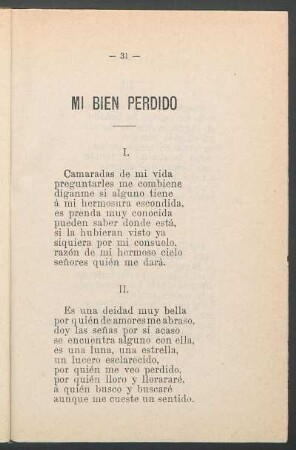 — 31 —
MI BIEN PERDIDO
I.
Camaradas de mi vida
preguntarles me combiene
diganme si alguno tiene
á mi hermosura escondida,
es prenda muy conocida
pueden saber donde está,
si la hubieran visto ya
siquiera por mi consuelo,
razón de mi hermoso cielo
señores quién me dará.
II.
Es una deidad muy bella
por quién de amores me abraso,
doy las señas por si acaso
se encuentra alguno con ella,
es una luna, una estrella,
un lucero esclarecido,
por quién me veo perdido,
por quién lloro y llorararé,
à quién busco y buscaré
aunque me cueste un sentido.